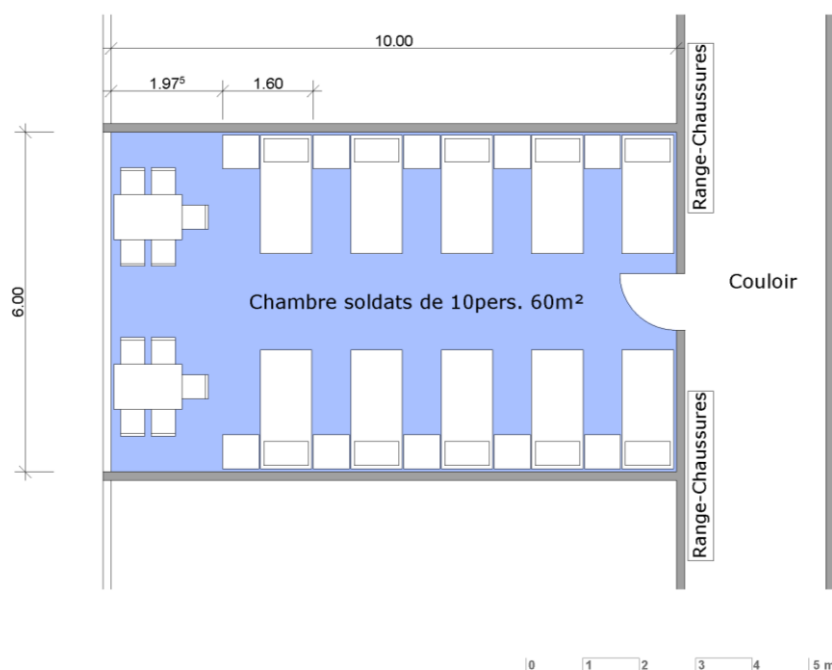 10.00
1.97⁵
1.60
Range-Chaussures
6.00
Couloir
Chambre soldats de 10pers. 60m²
Range-Chaussures
0 1 2 3 4 5 m